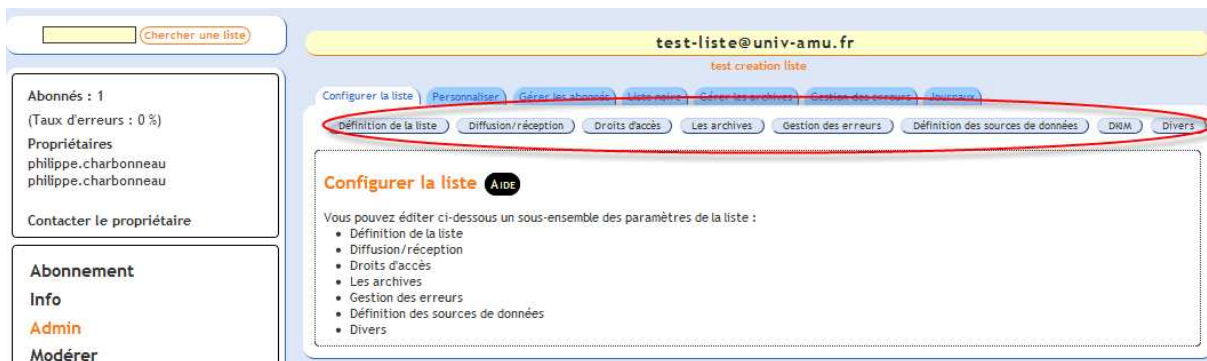 Chercher une liste
Abonnés : 1
(Taux d'erreurs : 0 %)
Propriétaires
philippe.charbonneau
philippe.charbonneau
Contacter le propriétaire
Abonnement
Info
Admin
Modérer
test-liste@univ-amu.fr
test creation liste
Configurer la liste Personnaliser Gérer les abonnés Liste noire Gérer les archives Gestion des erreurs Journaux
Définition de la liste Diffusion/réception Droits d'accès Les archives Gestion des erreurs Définition des sources de données DKIM Divers
Configurer la liste AIDE
Vous pouvez éditer ci-dessous un sous-ensemble des paramètres de la liste :
• Définition de la liste
• Diffusion/réception
• Droits d'accès
• Les archives
• Gestion des erreurs
• Définition des sources de données
• Divers